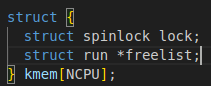 struct {
  struct spinlock lock;
  struct run *freelist;
} kmem[NCPU];